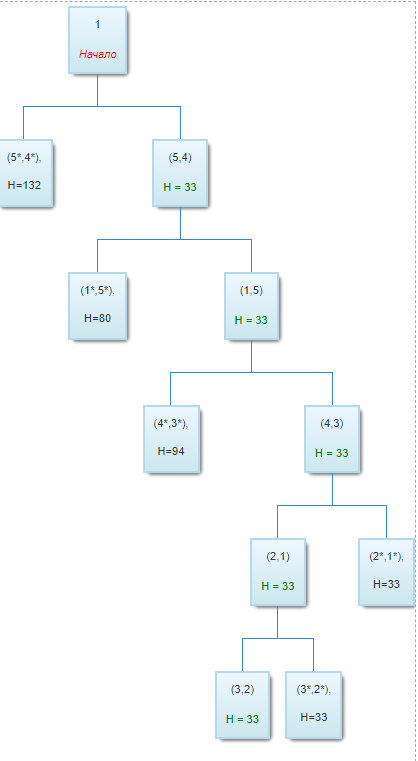 1
Начало
(5*,4*),
H=132
(5,4)
H = 33
(1*,5*),
H=80
(1,5)
H = 33
(4*,3*),
H=94
(4,3)
H = 33
(2,1)
H = 33
(2*,1*),
H=33
(3,2)
H = 33
(3*,2*),
H=33